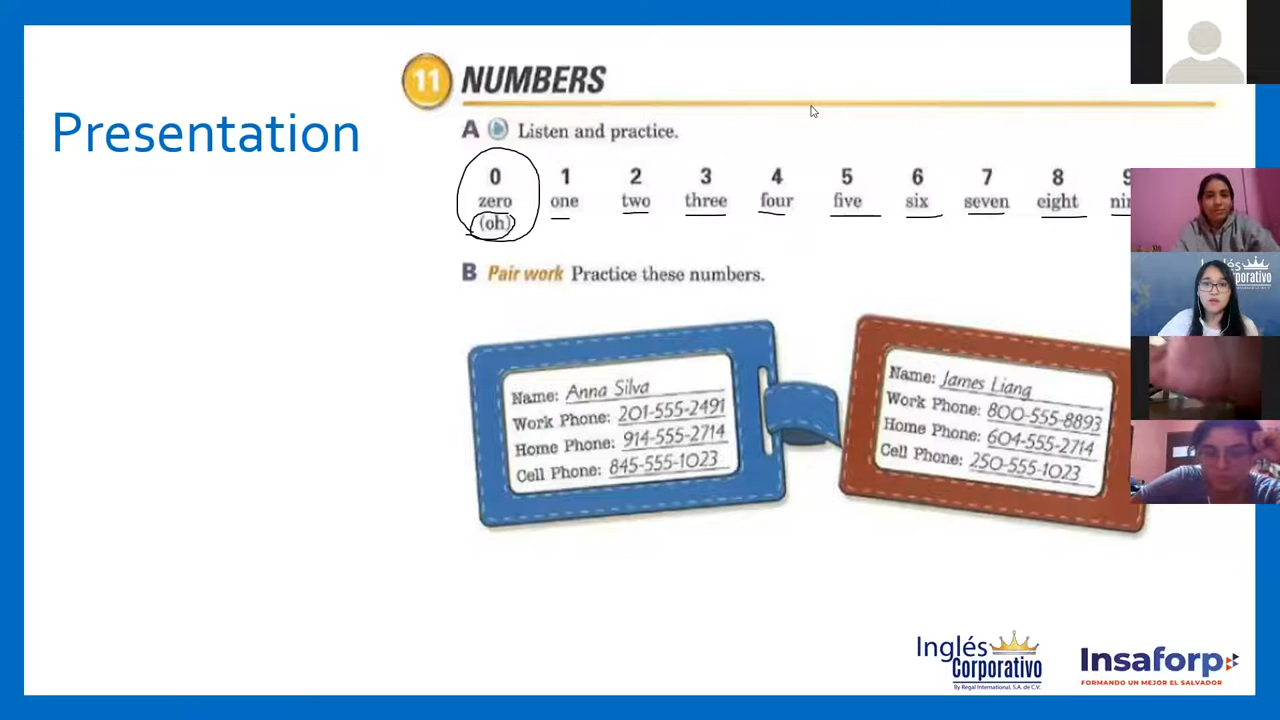 Presentation
11 NUMBERS
A Listen and practice.
0 1 2 3 4 5 6 7 8 9
zero one two three four five six seven eight
(oh)
B Pair work Practice these numbers.
Name: Anna Silva
Work Phone: 201-555-2491
Home Phone: 914-555-2714
Cell Phone: 845-555-1023
Name: James Liang
Work Phone: 800-555-8893
Home Phone: 604-555-2714
Cell Phone: 250-555-1023
Inglés
Corporativo
By Regal International, S.A. de C.V.
Insaforp
FORMANDO UN MEJOR EL SALVADOR